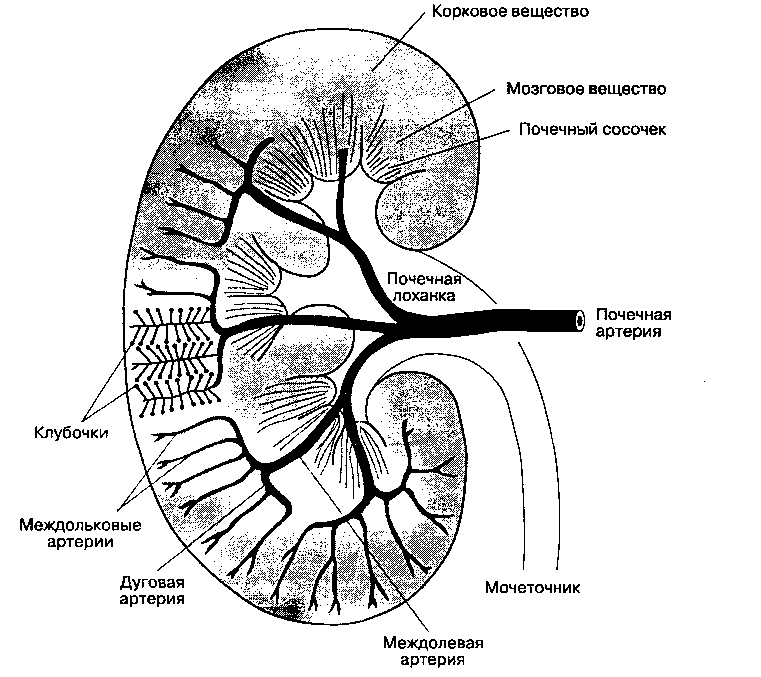 Корковое вещество
Мозговое вещество
Почечный сосочек
Почечная
лоханка
Почечная
артерия
Клубочки
Междольковые
артерии
Дуговая
артерия
Мочеточник
Междолевая
артерия